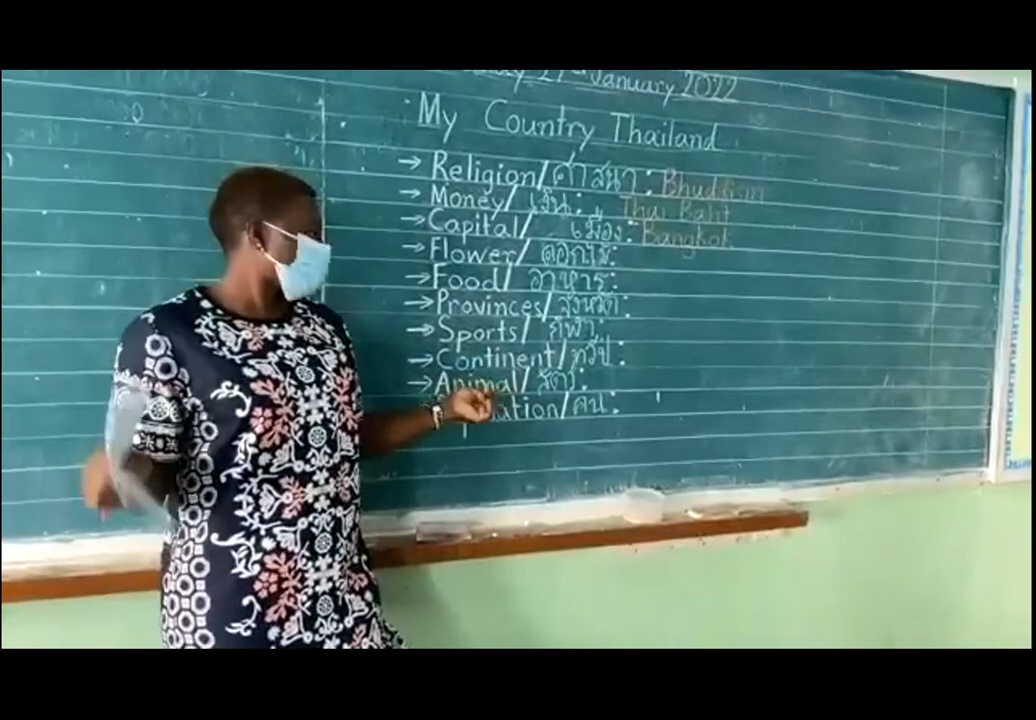 27th January 2022
My Country Thailand
→ Religion/ศาสนา: Bhuddism
→ Money/เงิน: Thai Baht
→ Capital/เมือง: Bangkok
→ Flower/ดอกไม้:
→ Food/อาหาร:
→ Provinces/จังหวัด:
→ Sports/กีฬา:
→ Continent/ทวีป:
→ Animal/สัตว์:
/คน: